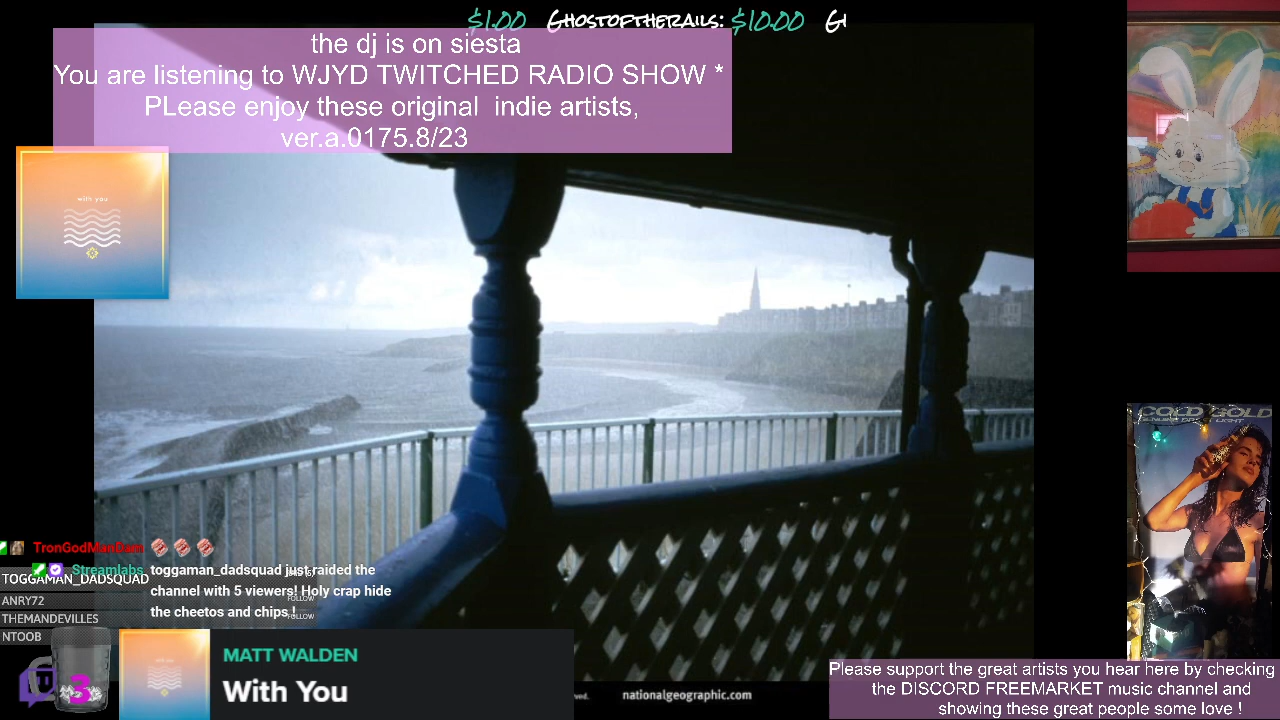 $1.00 Ghostoftherails: $10.00 G
the dj is on siesta
You are listening to WJYD TWITCHED RADIO SHOW *
PLease enjoy these original indie artists,
ver.a.0175.8/23
with you
COLD GOLD
TronGodManDam
Streamlabs toggaman_dadsquad just raided the
channel with 5 viewers! Holy crap hide
the cheetos and chips !
TOGGAMAN_DADSQUAD
ANRY72
FOLLOW
THEMANDEVILLES
FOLLOW
NTOOB
3
MATT WALDEN
With You
nationalgeographic.com
Please support the great artists you hear here by checking
the DISCORD FREEMARKET music channel and
showing these great people some love !